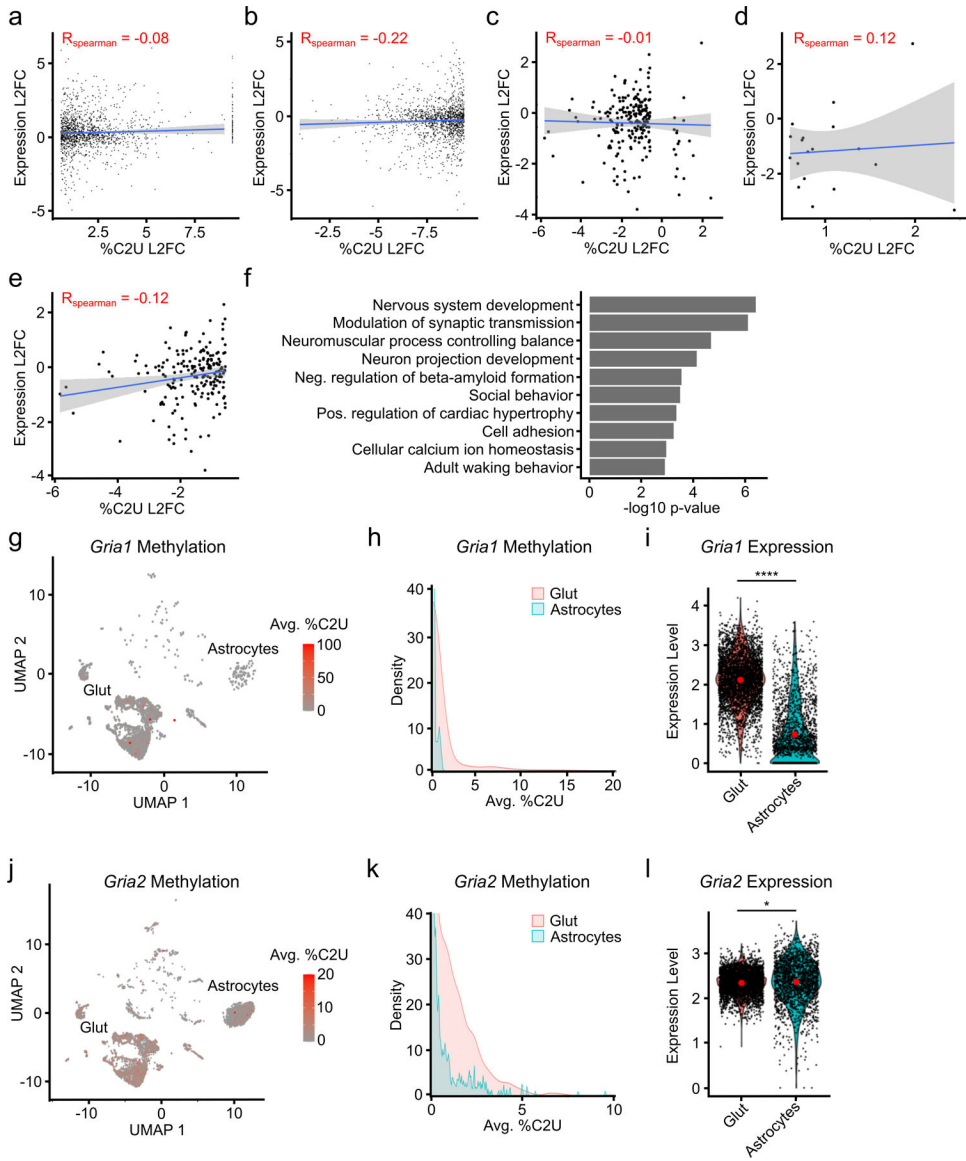 a
R_spearman = -0.08
Expression L2FC
5
0
-5
2.5
5.0
7.5
%C2U L2FC
b
R_spearman = -0.22
Expression L2FC
5
0
-5
-2.5
-5.0
-7.5
%C2U L2FC
c
R_spearman = -0.01
Expression L2FC
2
0
-2
-4
-6
-4
-2
0
2
%C2U L2FC
d
R_spearman = 0.12
Expression L2FC
2
0
-2
1
2
%C2U L2FC
e
R_spearman = -0.12
Expression L2FC
2
0
-2
-4
-6
-4
-2
%C2U L2FC
f
Nervous system development
Modulation of synaptic transmission
Neuromuscular process controlling balance
Neuron projection development
Neg. regulation of beta-amyloid formation
Social behavior
Pos. regulation of cardiac hypertrophy
Cell adhesion
Cellular calcium ion homeostasis
Adult waking behavior
0
2
4
6
-log10 p-value
g
Gria1 Methylation
UMAP 2
10
0
-10
Glut
Astrocytes
Avg. %C2U
100
50
0
-10
0
10
UMAP 1
h
Gria1 Methylation
Glut
Astrocytes
Density
40
30
20
10
0
0
5
10
15
20
Avg. %C2U
i
Gria1 Expression
****
Expression Level
4
3
2
1
0
Glut
Astrocytes
j
Gria2 Methylation
UMAP 2
10
0
-10
Glut
Astrocytes
Avg. %C2U
20
15
10
5
0
-10
0
10
UMAP 1
k
Gria2 Methylation
Glut
Astrocytes
Density
40
30
20
10
0
0
5
10
Avg. %C2U
l
Gria2 Expression
*
Expression Level
3
2
1
0
Glut
Astrocytes